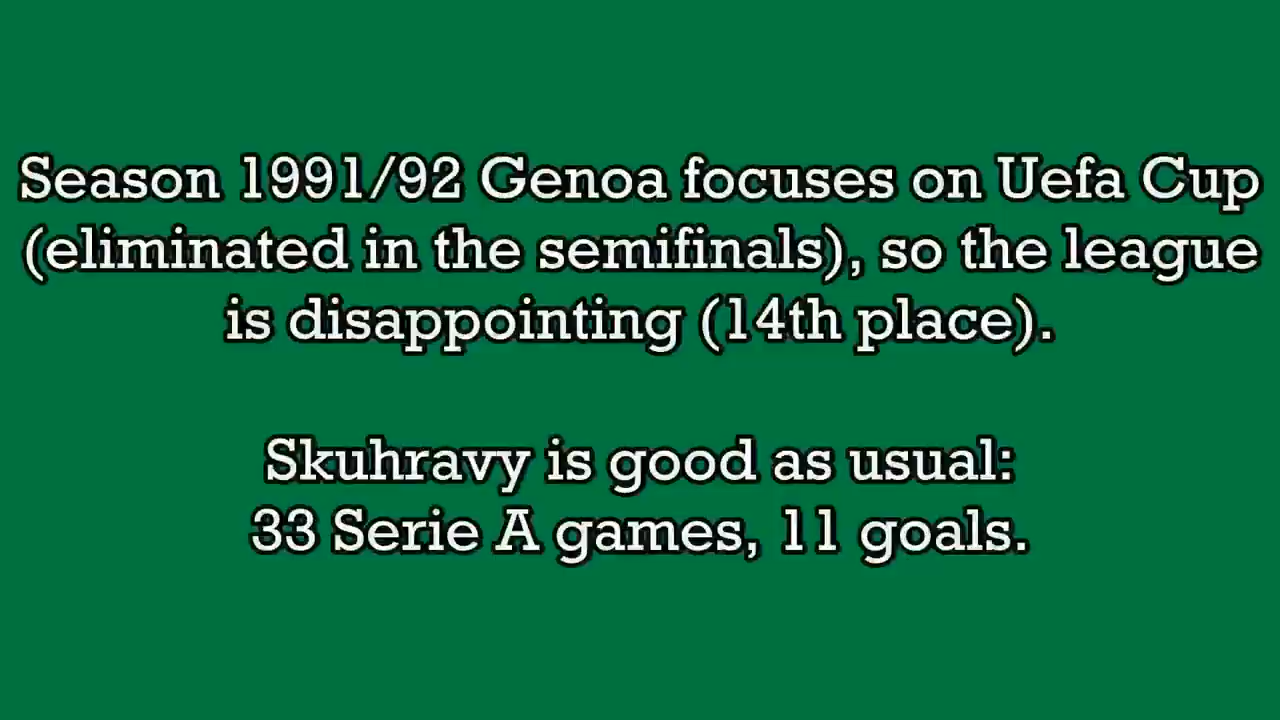 Season 1991/92 Genoa focuses on Uefa Cup
(eliminated in the semifinals), so the league
is disappointing (14th place).
Skuhravy is good as usual:
33 Serie A games, 11 goals.